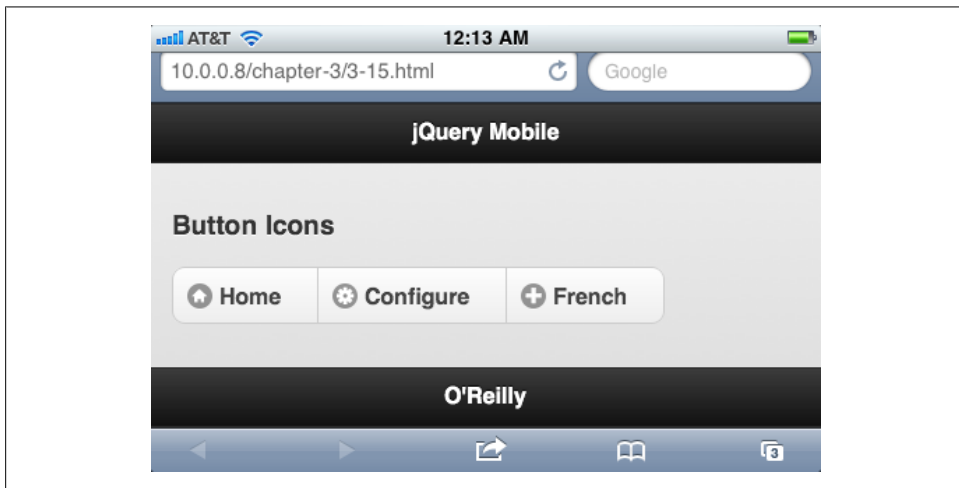 AT&T 12:13 AM
10.0.0.8/chapter-3/3-15.html Google
jQuery Mobile
Button Icons
Home Configure French
O'Reilly
3